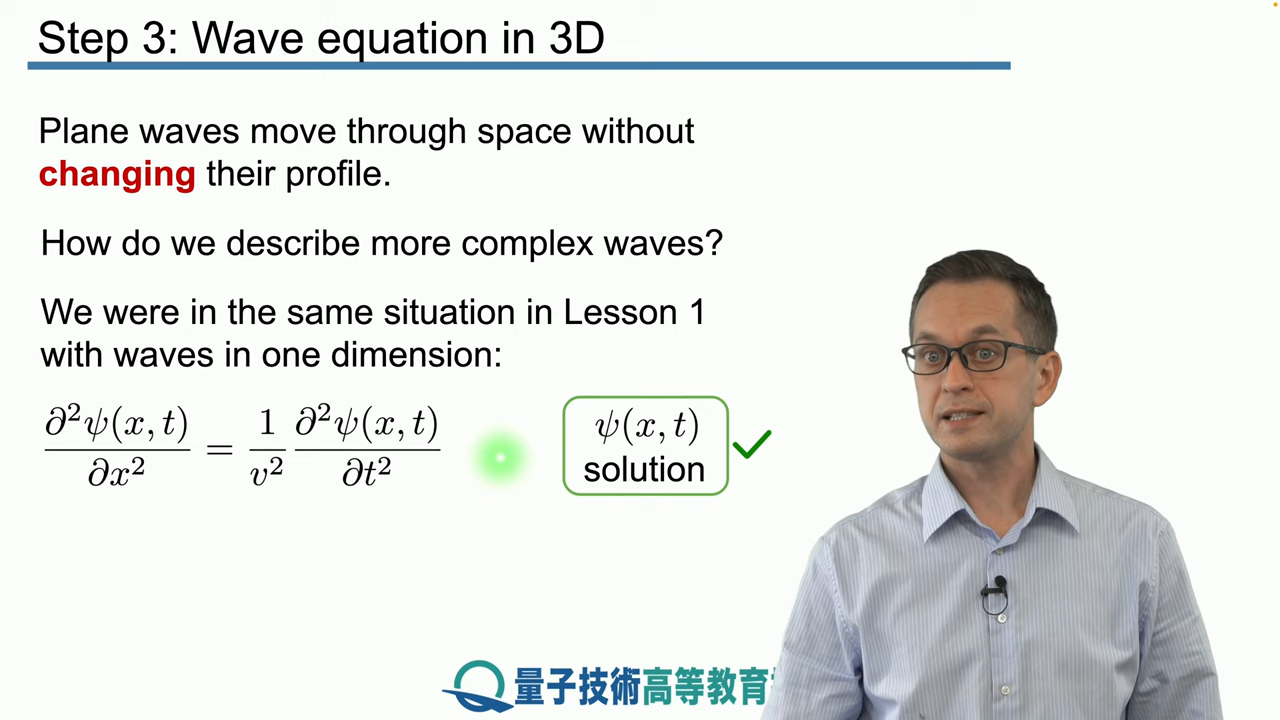 Step 3: Wave equation in 3D
Plane waves move through space without
changing their profile.
How do we describe more complex waves?
We were in the same situation in Lesson 1
with waves in one dimension:
∂²ψ(x, t)/∂x² = 1/v² ∂²ψ(x, t)/∂t²
ψ(x, t)
solution
量子技術高等教育